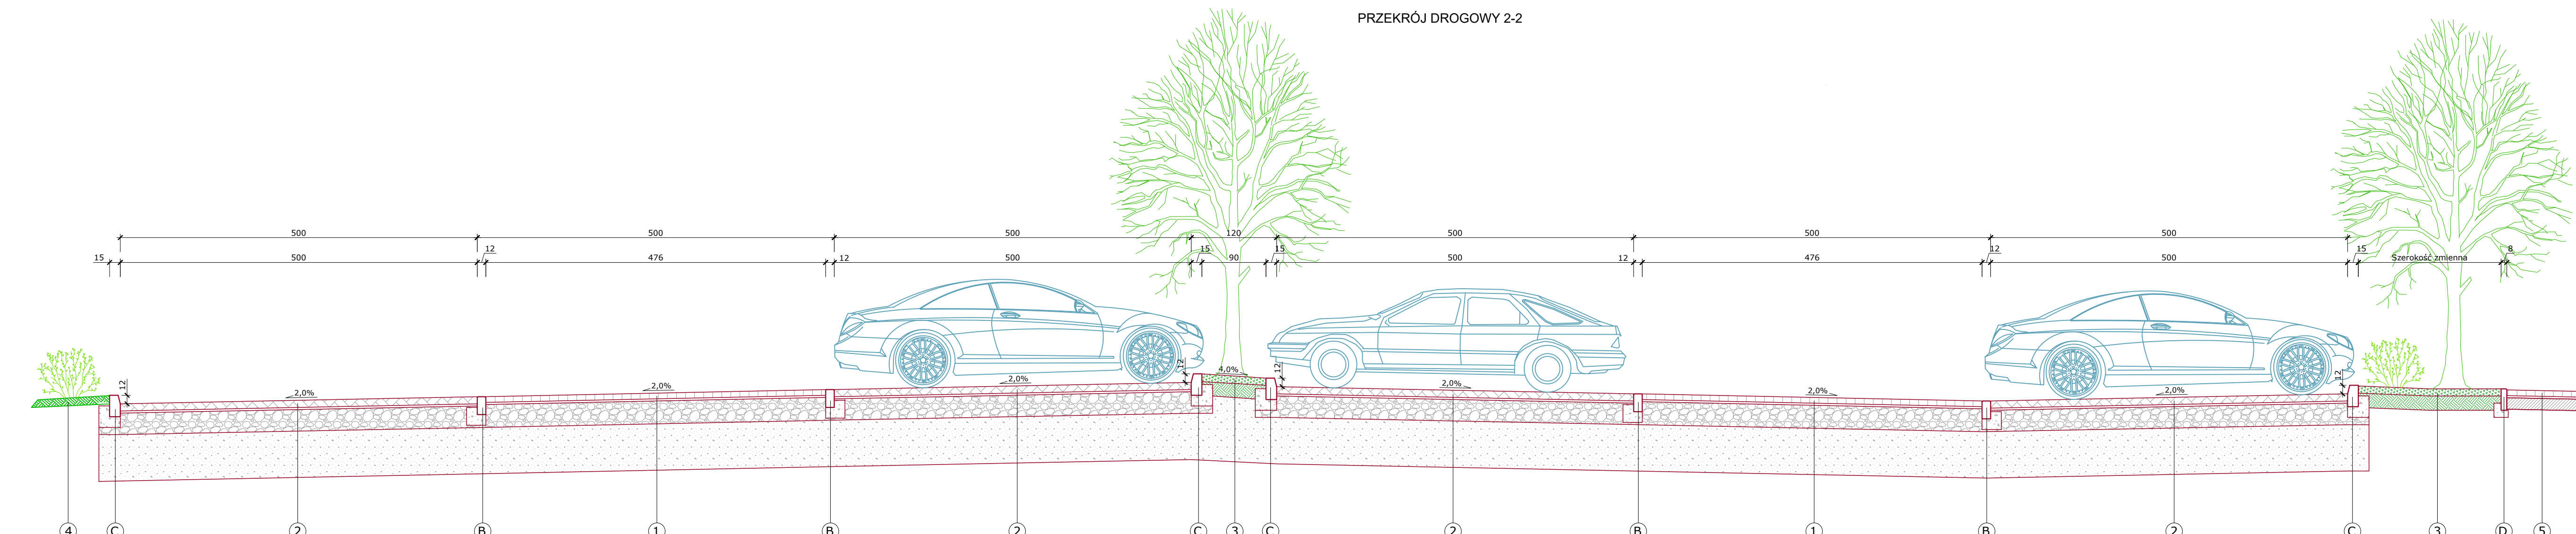 PRZEKRÓJ DROGOWY 2-2
500 500 500 120 500 500 500
12 15 15 12 15 8
15 500 476 12 500 90 500 12 476 500 Szerokość zmienna
12 2,0% 2,0% 2,0% 12 4,0% 12 2,0% 2,0% 2,0% 12
4 C 2 B 1 B 2 C 3 C 2 B 1 B 2 C 3 D 5